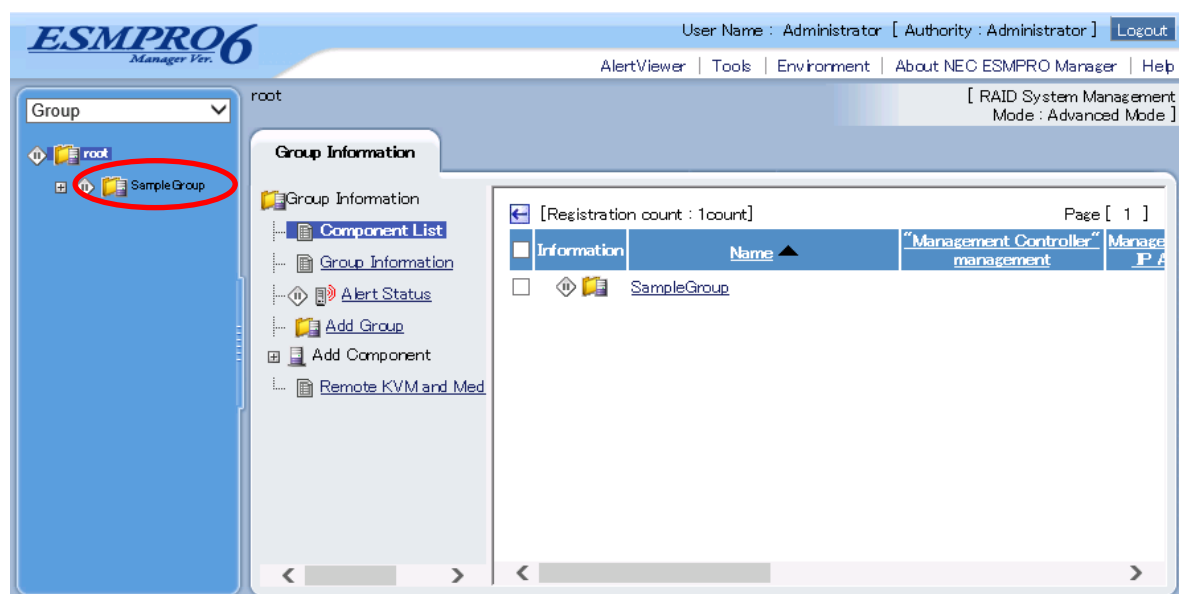 ESMPRO6
Manager Ver.
User Name : Administrator [ Authority : Administrator ] Logout
AlertViewer | Tools | Environment | About NEC ESMPRO Manager | Help
Group
root
[ RAID System Management
Mode : Advanced Mode ]
root
SampleGroup
Group Information
Group Information
Component List
Group Information
Alert Status
Add Group
Add Component
Remote KVM and Med
[Registration count : 1count] Page [ 1 ]
Information Name "Management Controller" Manage
management IP A
SampleGroup